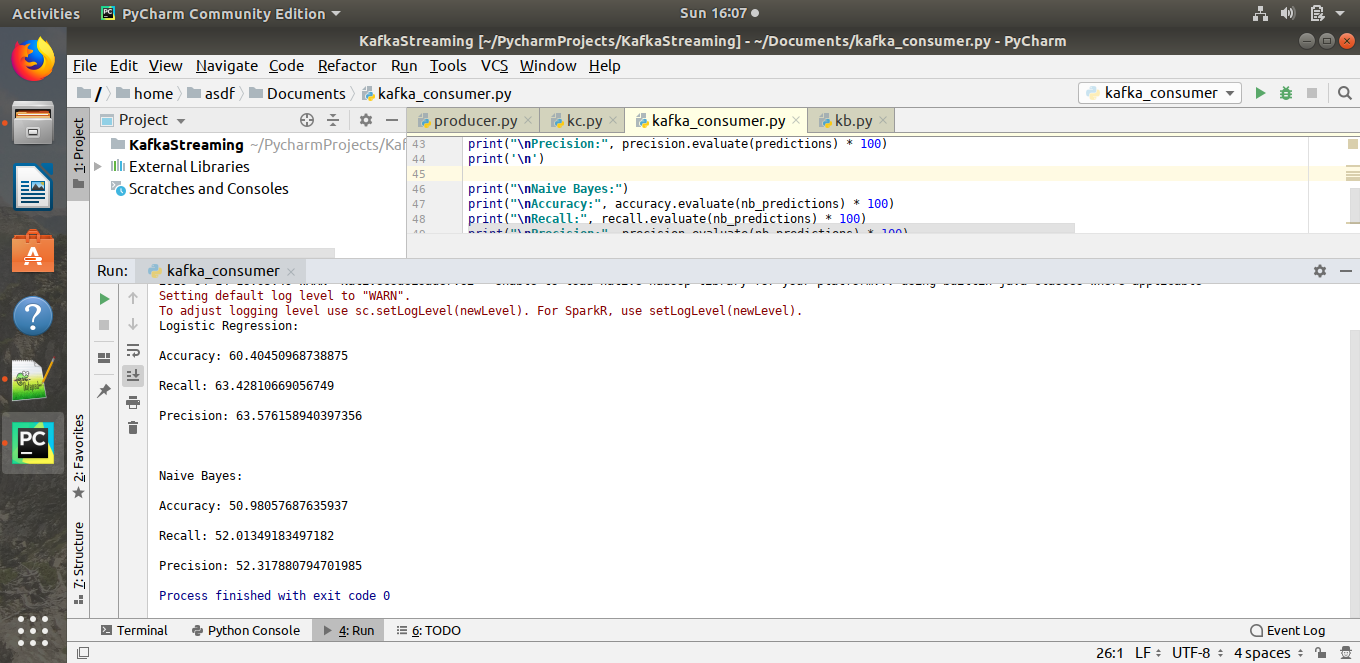 Activities
PyCharm Community Edition
Sun 16:07
KafkaStreaming [~/PycharmProjects/KafkaStreaming] - ~/Documents/kafka_consumer.py - PyCharm
File Edit View Navigate Code Refactor Run Tools VCS Window Help
/ home asdf Documents kafka_consumer.py
kafka_consumer
1: Project
Project
producer.py kc.py kafka_consumer.py kb.py
KafkaStreaming ~/PycharmProjects/Kaf
External Libraries
Scratches and Consoles
43 print("\nPrecision:", precision.evaluate(predictions) * 100)
44 print('\n')
45
46 print("\nNaive Bayes:")
47 print("\nAccuracy:", accuracy.evaluate(nb_predictions) * 100)
48 print("\nRecall:", recall.evaluate(nb_predictions) * 100)
49 print("\nPrecision:", precision.evaluate(nb_predictions) * 100)
Run: kafka_consumer
Setting default log level to "WARN".
To adjust logging level use sc.setLogLevel(newLevel). For SparkR, use setLogLevel(newLevel).
Logistic Regression:
Accuracy: 60.40450968738875
Recall: 63.42810669056749
Precision: 63.576158940397356
Naive Bayes:
Accuracy: 50.98057687635937
Recall: 52.01349183497182
Precision: 52.317880794701985
Process finished with exit code 0
2: Favorites
7: Structure
PC
Terminal Python Console 4: Run 6: TODO Event Log
26:1 LF UTF-8 4 spaces